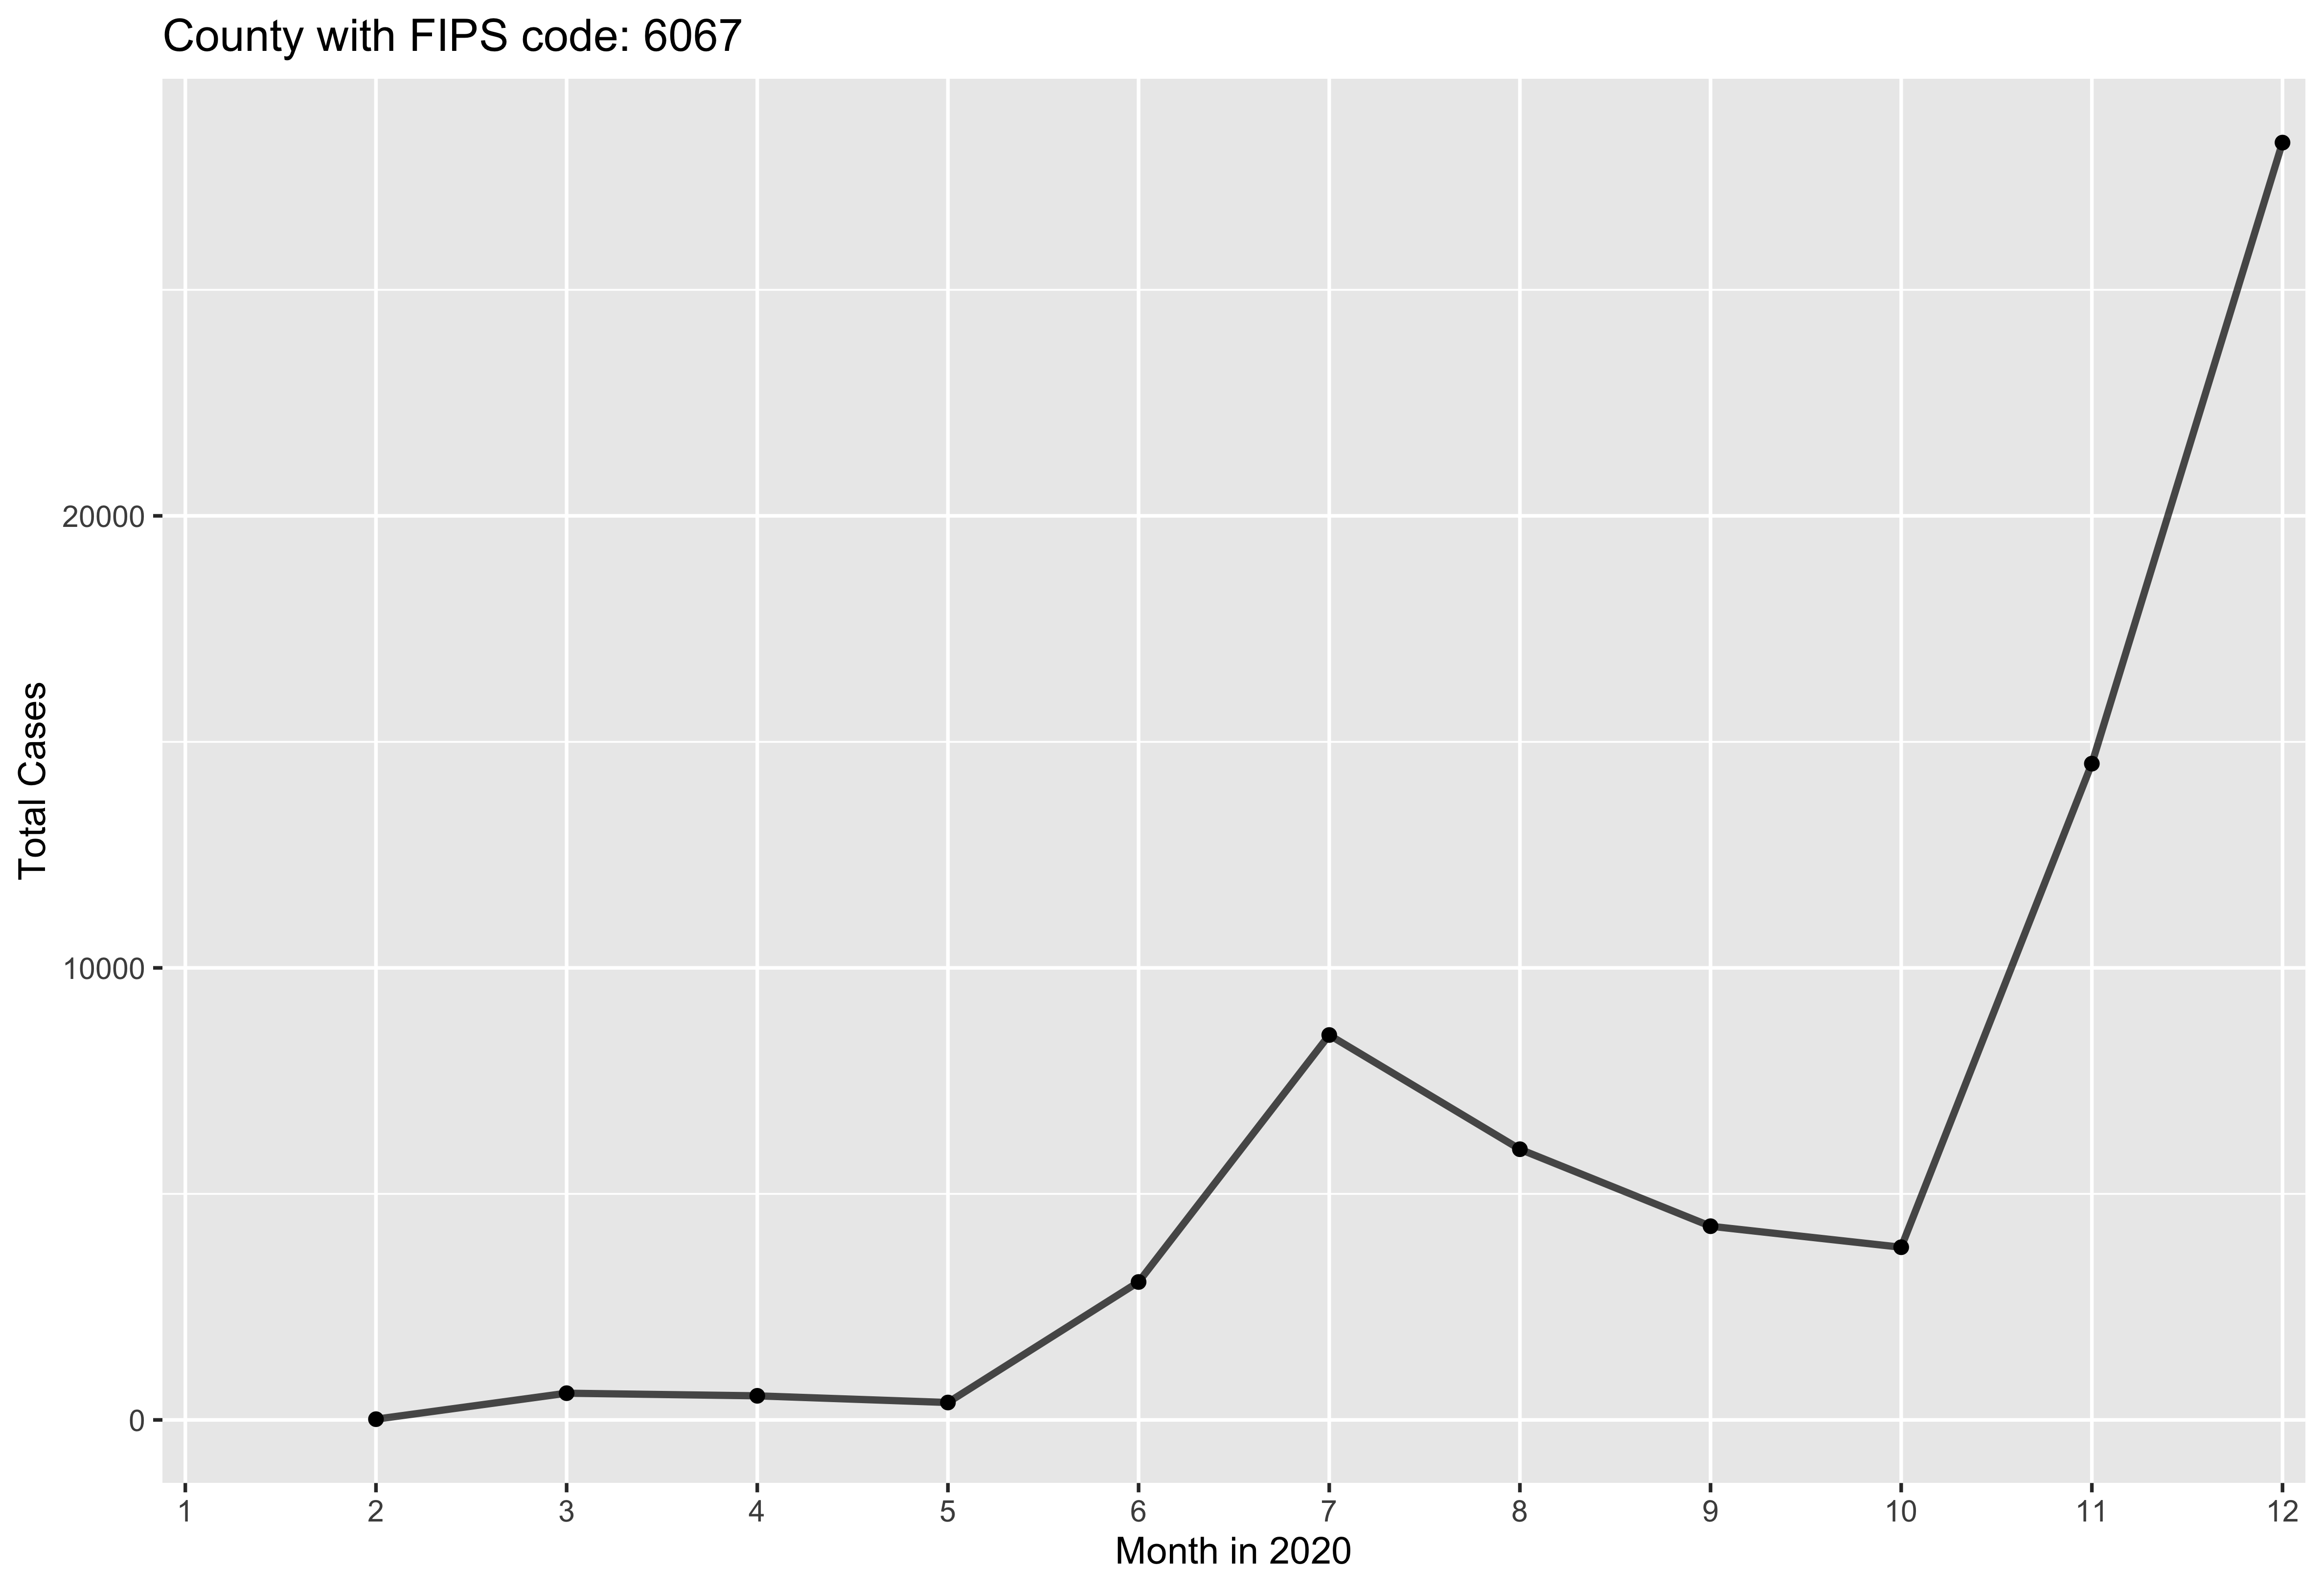 County with FIPS code: 6067
Total Cases
20000
10000
0
1 2 3 4 5 6 7 8 9 10 11 12
Month in 2020